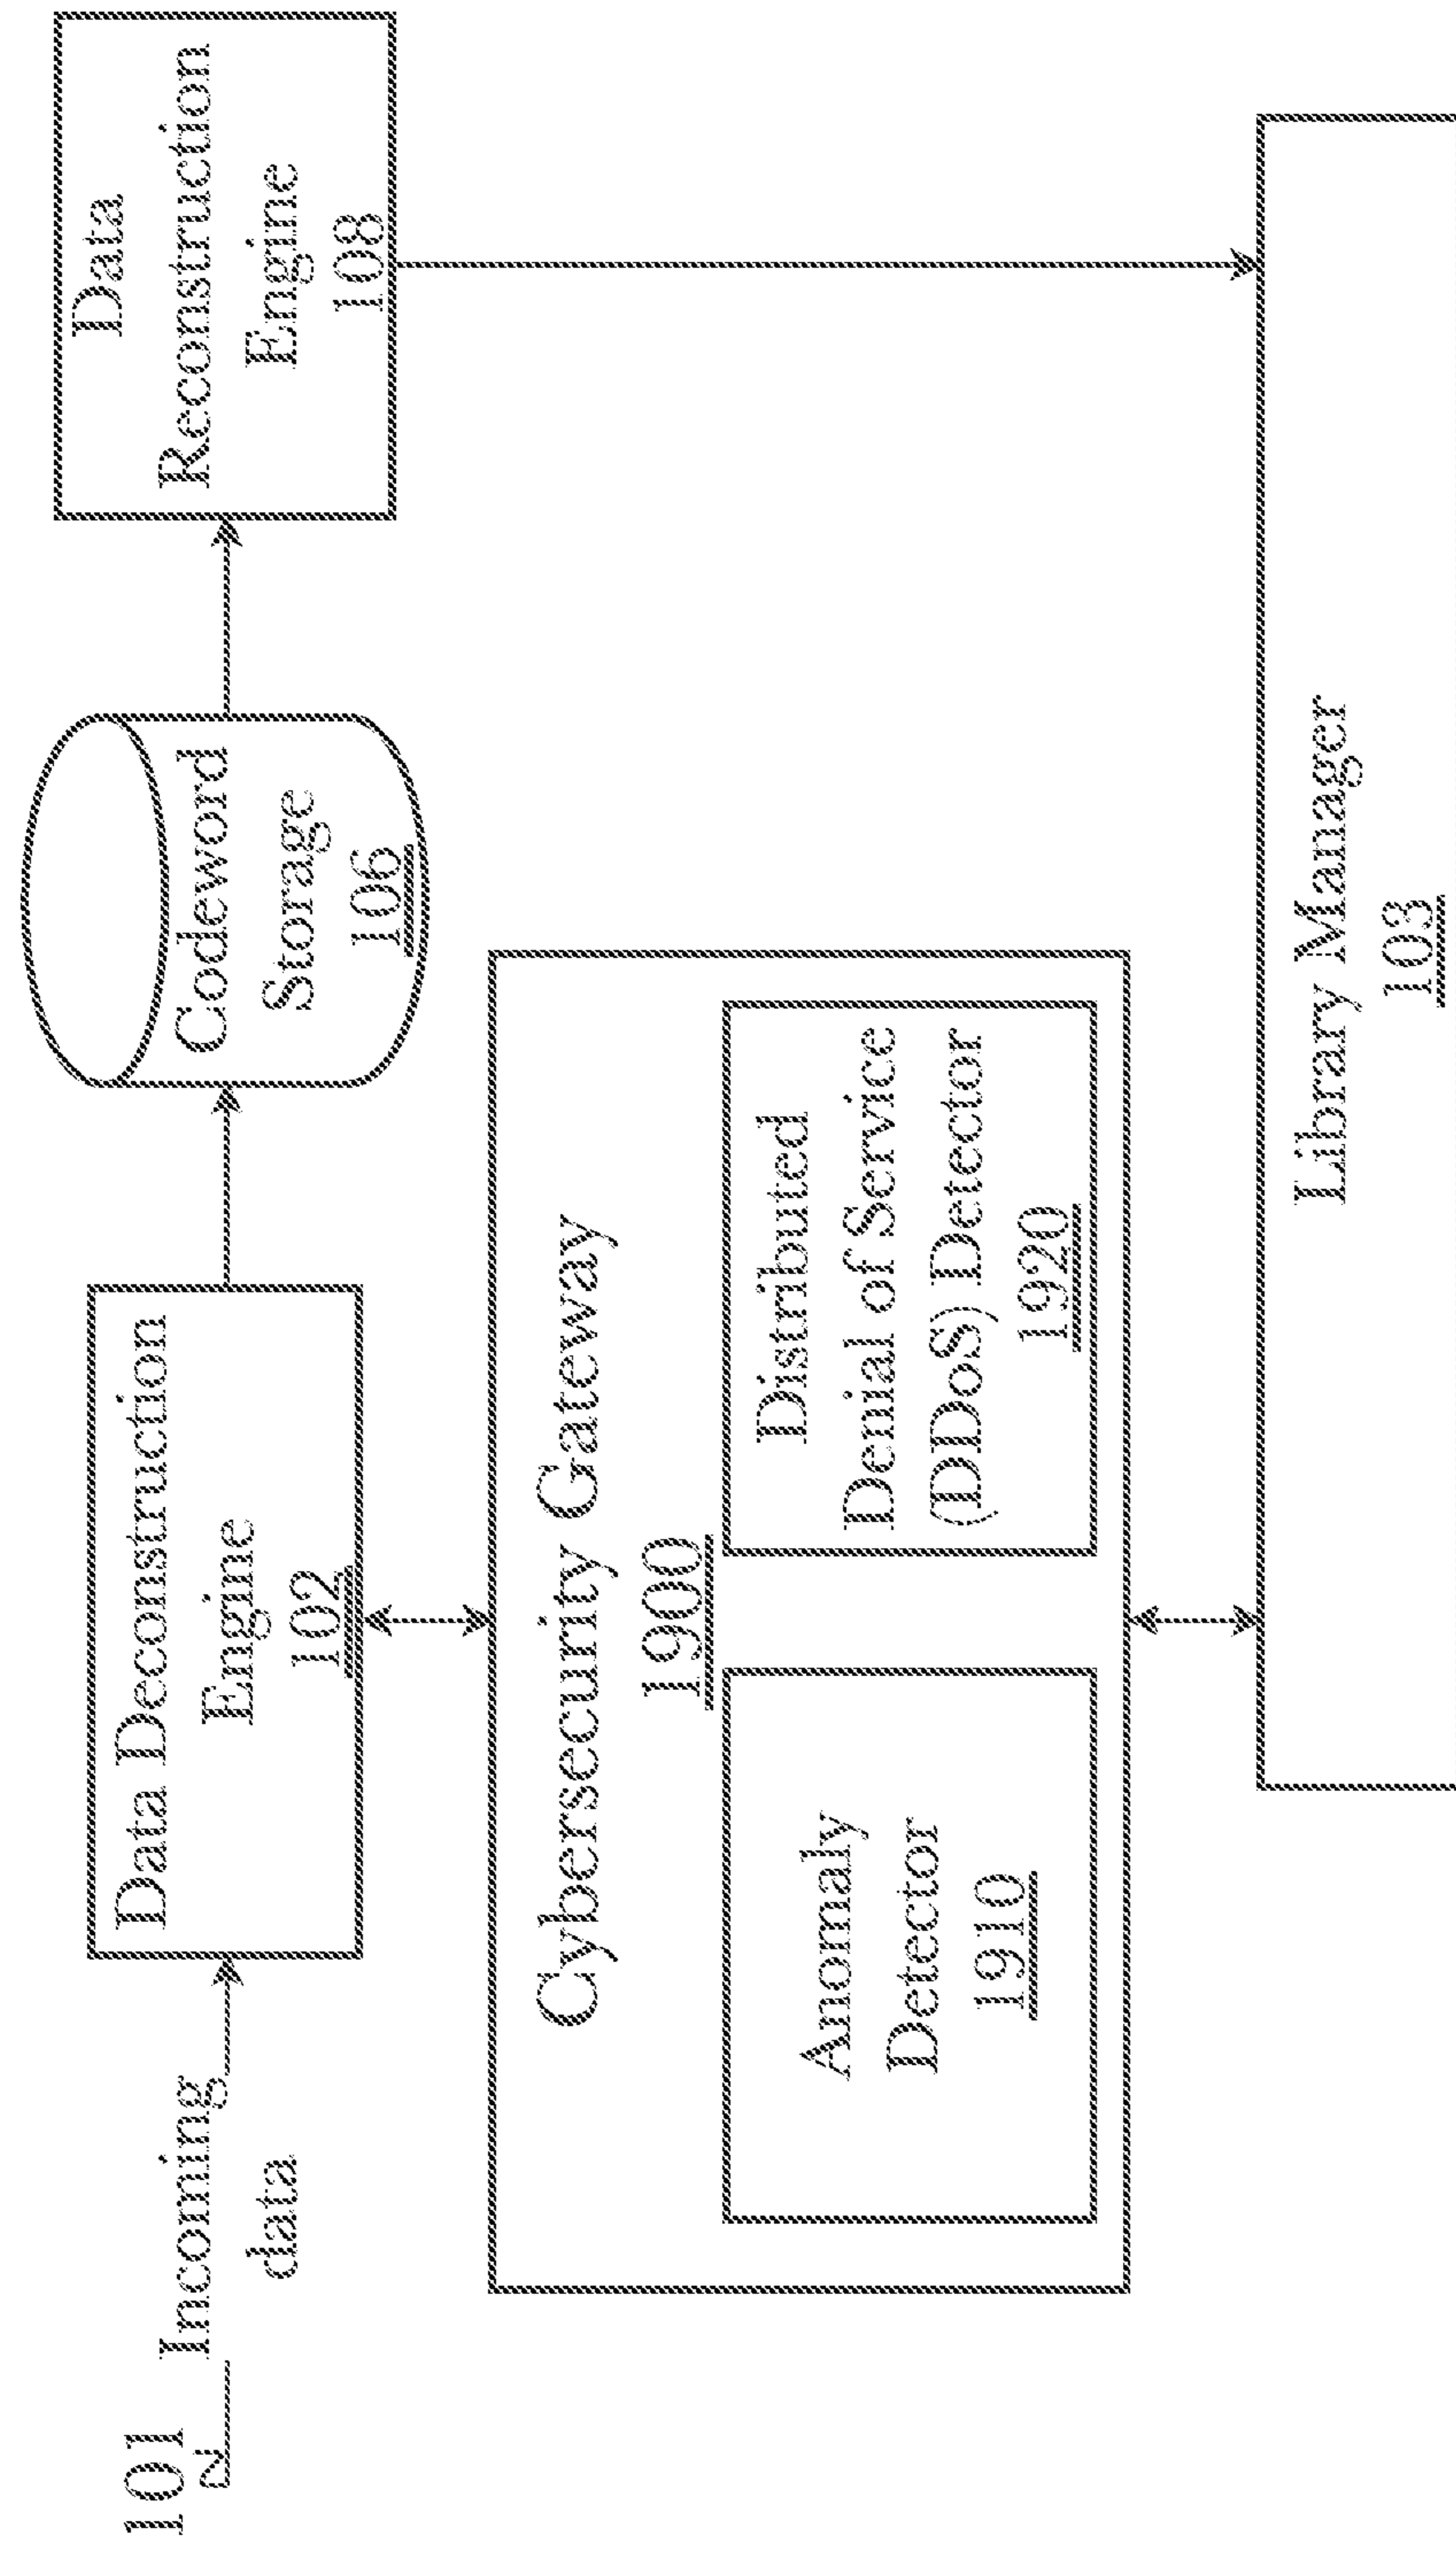 101
Incoming
data
Data Deconstruction
Engine
102
Codeword
Storage
106
Data
Reconstruction
Engine
108
Cybersecurity Gateway
1900
Anomaly
Detector
1910
Distributed
Denial of Service
(DDoS) Detector
1920
Library Manager
103